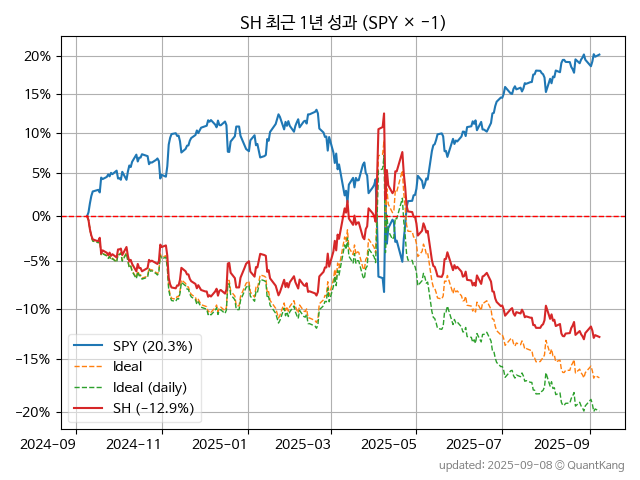 SH 최근 1년 성과 (SPY × −1)
20%
15%
10%
5%
0%
−5%
−10%
−15%
−20%
SPY (20.3%)
Ideal
Ideal (daily)
SH (−12.9%)
2024-09
2024-11
2025-01
2025-03
2025-05
2025-07
2025-09
updated: 2025-09-08 © QuantKang